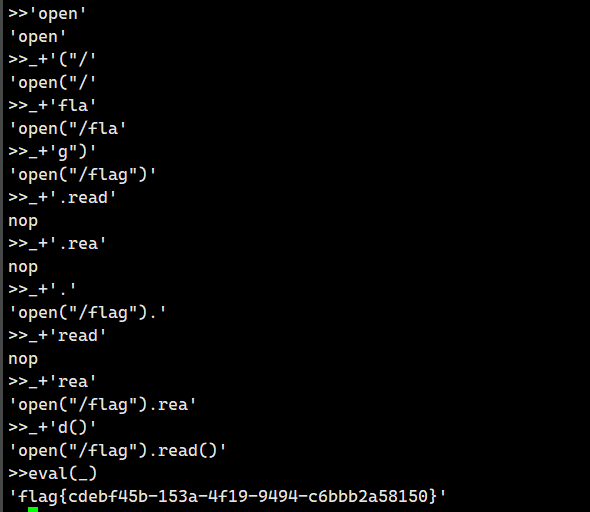 >>'open'
'open'
>>_+'("/'
'open("/'
>>_+'fla'
'open("/fla'
>>_+'g")'
'open("/flag")'
>>_+'.read'
nop
>>_+'.rea'
nop
>>_+'.'
'open("/flag").'
>>_+'read'
nop
>>_+'rea'
'open("/flag").rea'
>>_+'d()'
'open("/flag").read()'
>>eval(_)
'flag{cdebf45b-153a-4f19-9494-c6bbb2a58150}'